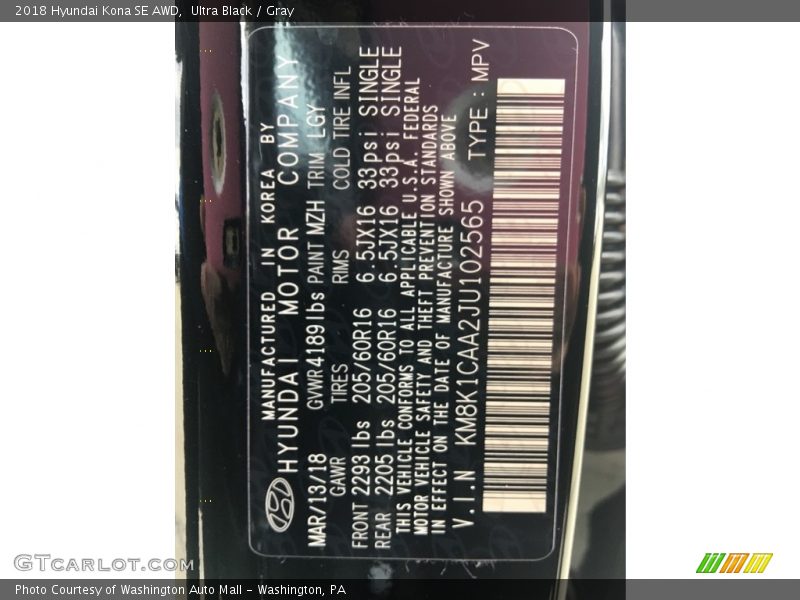 2018 Hyundai Kona SE AWD, Ultra Black / Gray
MANUFACTURED IN KOREA BY
HYUNDAI MOTOR COMPANY
MAR/13/18 GVWR 4189lbs PAINT MZH TRIM LGY
GAWR TIRES RIMS COLD TIRE INFL
FRONT 2293 lbs 205/60R16 6.5JX16 33psi SINGLE
REAR 2205 lbs 205/60R16 6.5JX16 33psi SINGLE
THIS VEHICLE CONFORMS TO ALL APPLICABLE U.S.A. FEDERAL
MOTOR VEHICLE SAFETY AND THEFT PREVENTION STANDARDS
IN EFFECT ON THE DATE OF MANUFACTURE SHOWN ABOVE
V.I.N KM8K1CAA2JU102565 TYPE : MPV
GTCarLot.com
Photo Courtesy of Washington Auto Mall - Washington, PA